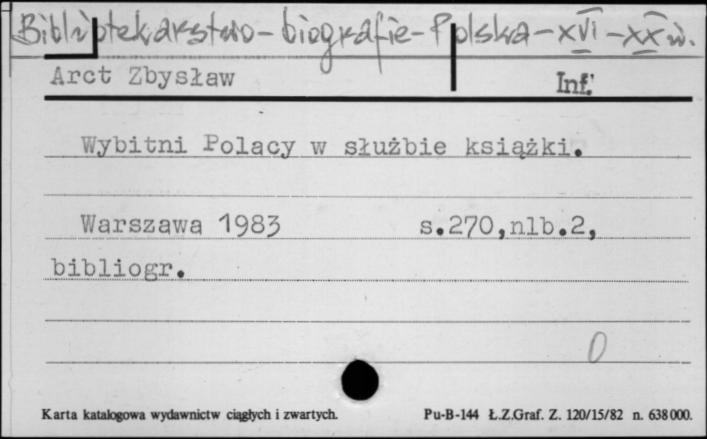 Bibliotekarstwo - biografie - Polska - XVI - XX w.
Arct Zbysław Inf.
Wybitni Polacy w służbie książki.
Warszawa 1983 s.270,nlb.2,
bibliogr.
0
Karta katalogowa wydawnictw ciągłych i zwartych. Pu-B-144 Ł.Z.Graf. Z. 120/15/82 n. 638000.